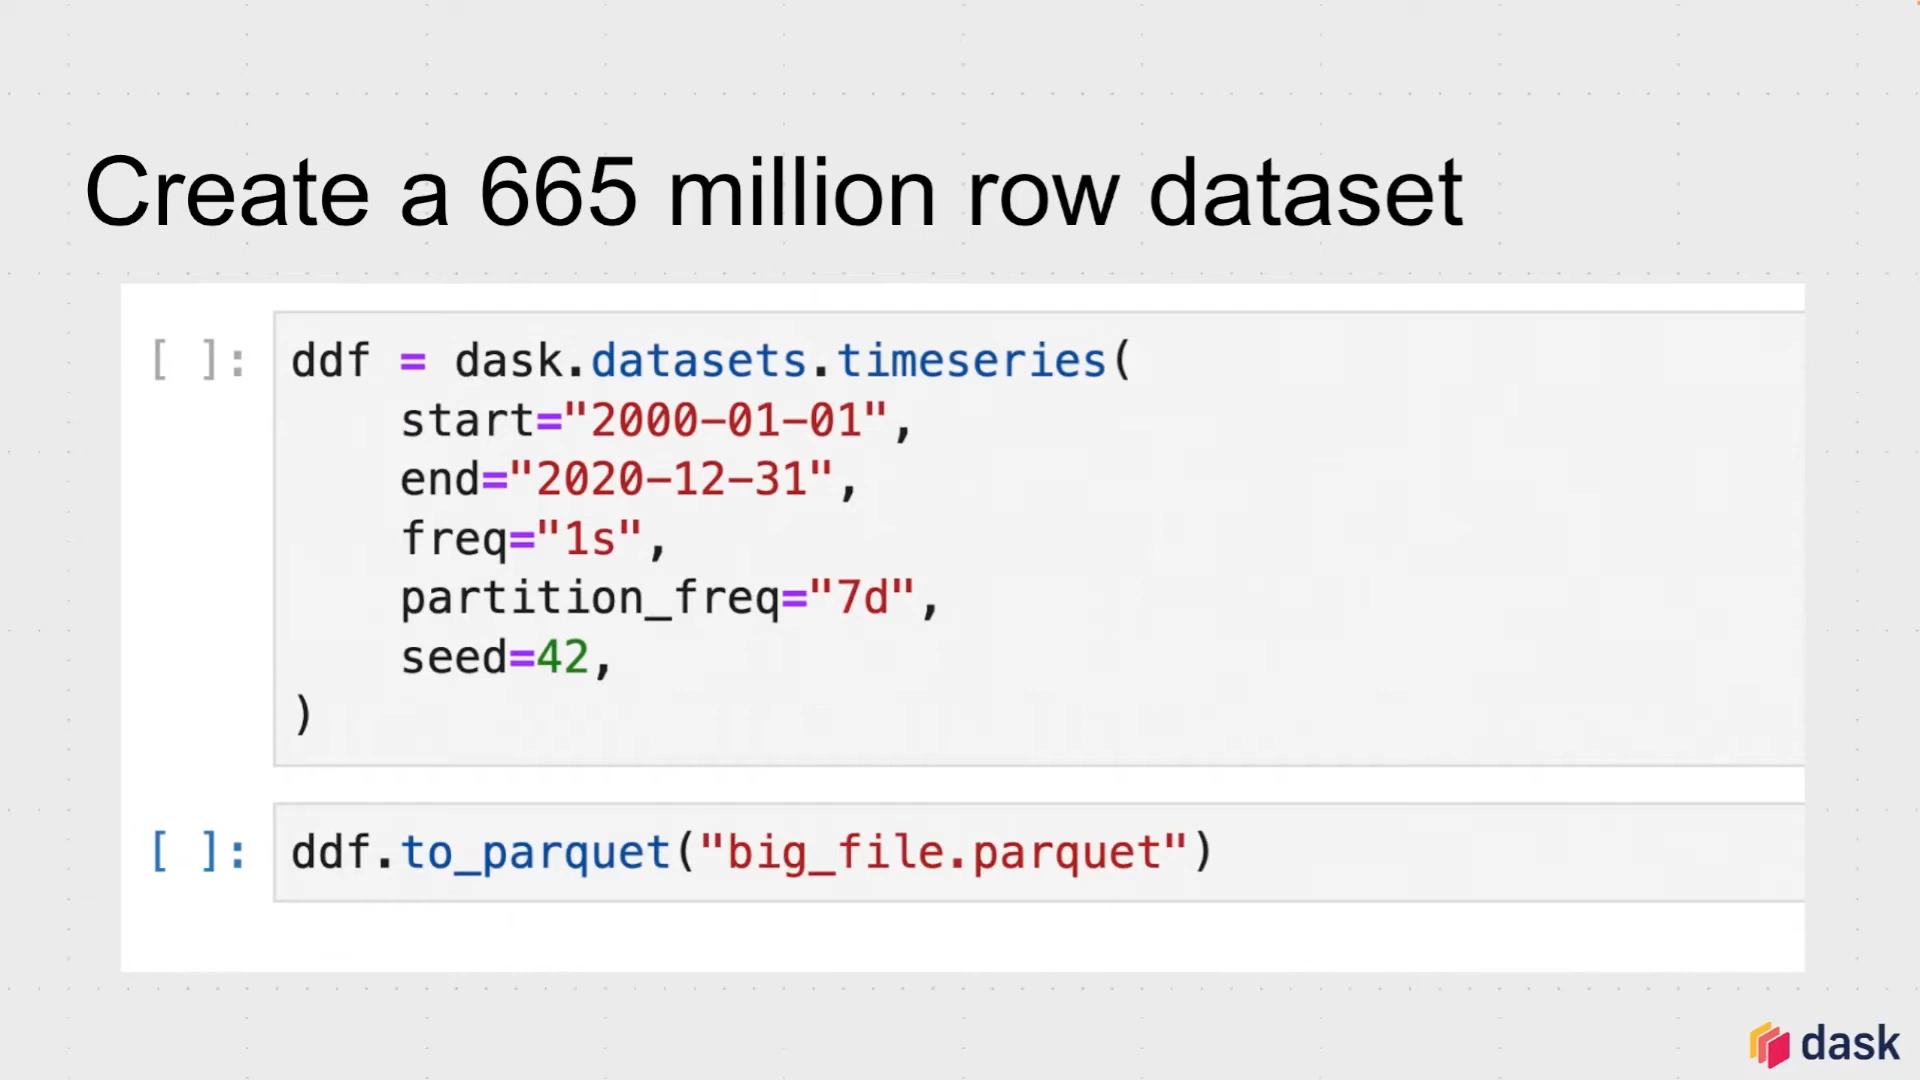 Create a 665 million row dataset
[ ]: ddf = dask.datasets.timeseries(
    start="2000-01-01",
    end="2020-12-31",
    freq="1s",
    partition_freq="7d",
    seed=42,
)
[ ]: ddf.to_parquet("big_file.parquet")
dask